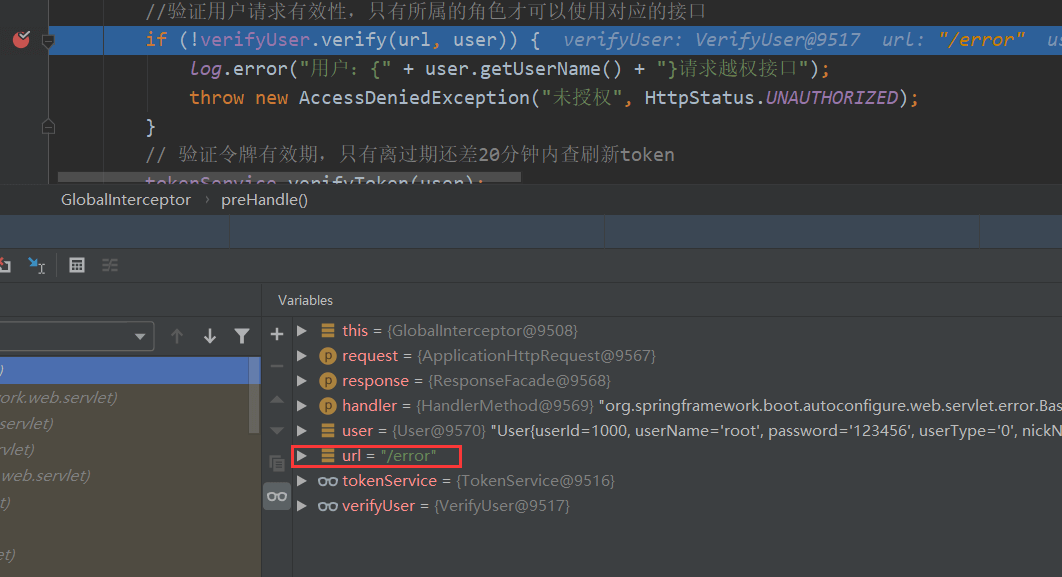 //验证用户请求有效性，只有所属的角色才可以使用对应的接口
if (!verifyUser.verify(url, user)) { verifyUser: VerifyUser@9517 url: "/error" us
log.error("用户：{" + user.getUserName() + "}请求越权接口");
throw new AccessDeniedException("未授权", HttpStatus.UNAUTHORIZED);
}
// 验证令牌有效期，只有离过期还差20分钟内查刷新token
tokenService.verifyToken(user);
GlobalInterceptor › preHandle()
Variables
)
ork.web.servlet)
servlet)
rvlet)
.web.servlet)
t)
et)
this = {GlobalInterceptor@9508}
p request = {ApplicationHttpRequest@9567}
p response = {ResponseFacade@9568}
p handler = {HandlerMethod@9569} "org.springframework.boot.autoconfigure.web.servlet.error.Bas
user = {User@9570} "User{userId=1000, userName='root', password='123456', userType='0', nickN
url = "/error"
tokenService = {TokenService@9516}
verifyUser = {VerifyUser@9517}